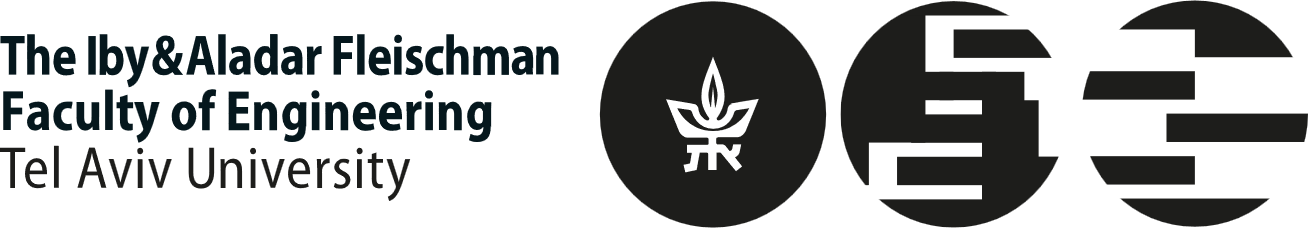 The Iby&Aladar Fleischman
Faculty of Engineering
Tel Aviv University